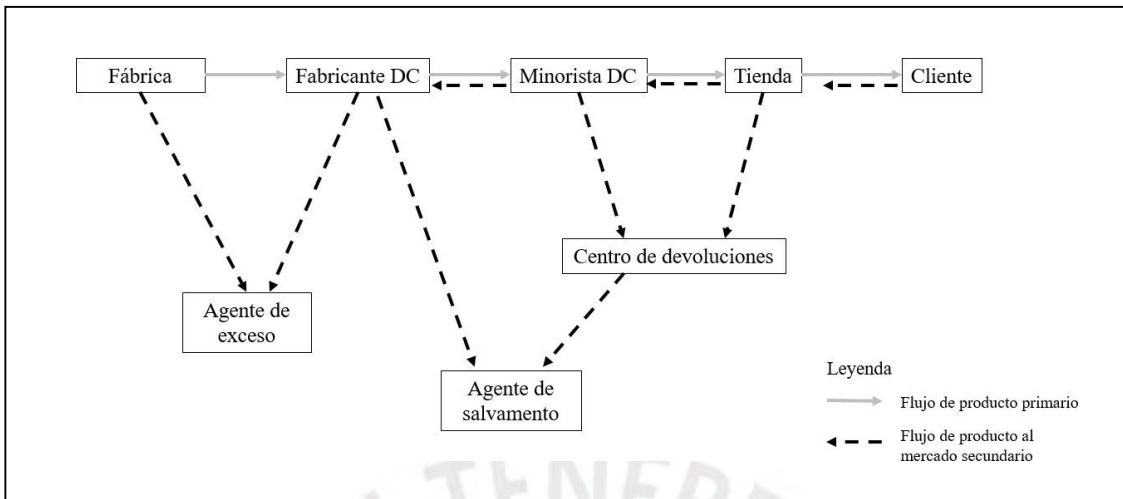 Fábrica
Fabricante DC
Minorista DC
Tienda
Cliente
Centro de devoluciones
Agente de
exceso
Agente de
salvamento
Leyenda
Flujo de producto primario
Flujo de producto al
mercado secundario
TENEBR